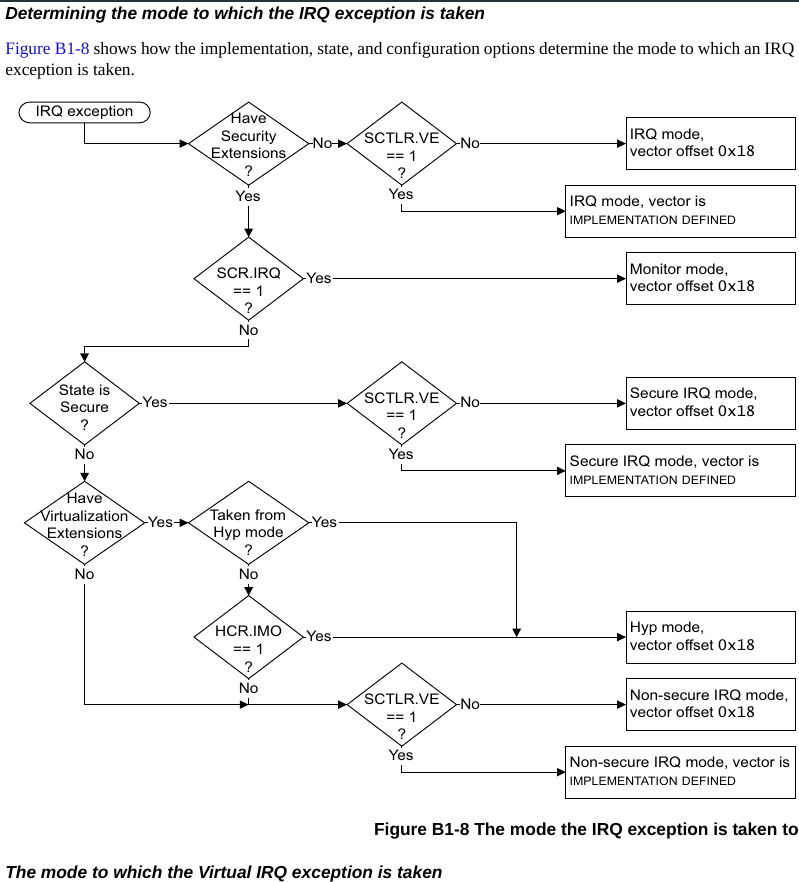 Determining the mode to which the IRQ exception is taken
Figure B1-8 shows how the implementation, state, and configuration options determine the mode to which an IRQ
exception is taken.
IRQ exception
Have
Security
Extensions
?
No
Yes
SCTLR.VE
== 1
?
No
Yes
IRQ mode,
vector offset 0x18
IRQ mode, vector is
IMPLEMENTATION DEFINED
SCR.IRQ
== 1
?
Yes
No
Monitor mode,
vector offset 0x18
State is
Secure
?
Yes
No
SCTLR.VE
== 1
?
No
Yes
Secure IRQ mode,
vector offset 0x18
Secure IRQ mode, vector is
IMPLEMENTATION DEFINED
Have
Virtualization
Extensions
?
Yes
No
Taken from
Hyp mode
?
Yes
No
HCR.IMO
== 1
?
Yes
No
Hyp mode,
vector offset 0x18
SCTLR.VE
== 1
?
No
Yes
Non-secure IRQ mode,
vector offset 0x18
Non-secure IRQ mode, vector is
IMPLEMENTATION DEFINED
Figure B1-8 The mode the IRQ exception is taken to
The mode to which the Virtual IRQ exception is taken